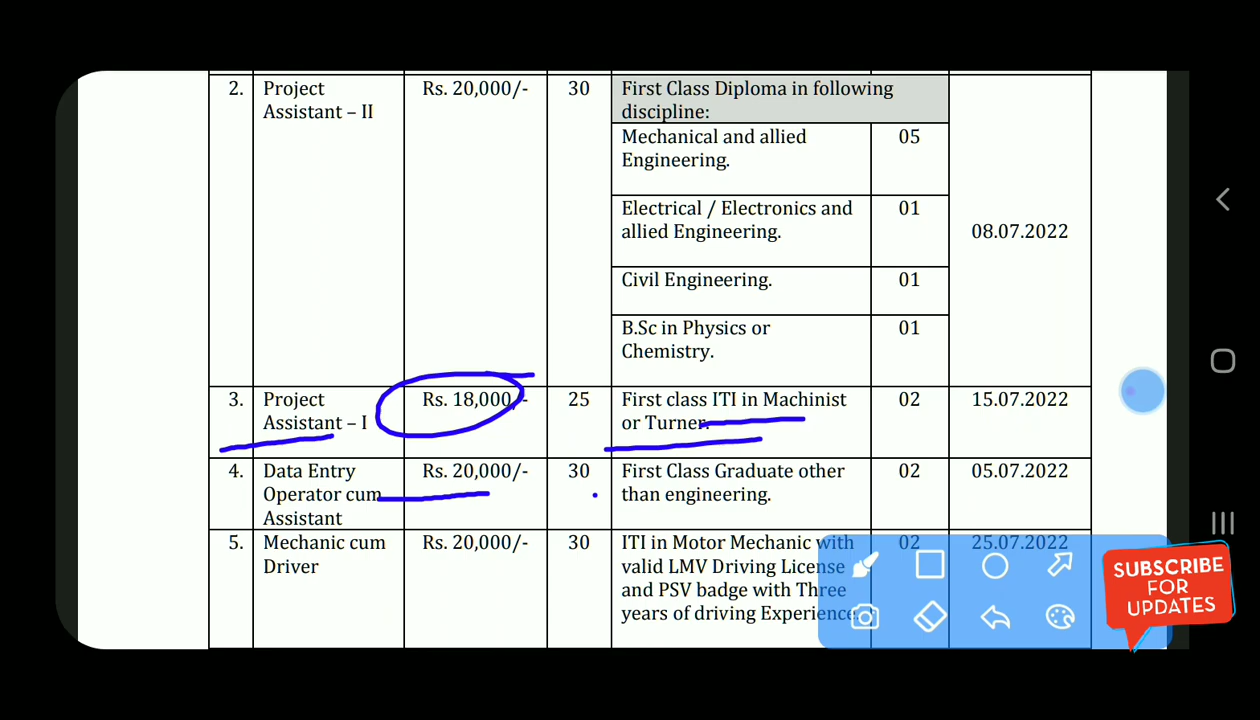 2.
Project
Assistant – II
Rs. 20,000/-
30
First Class Diploma in following
discipline:
Mechanical and allied
Engineering.
05
Electrical / Electronics and
allied Engineering.
01
Civil Engineering.
01
B.Sc in Physics or
Chemistry.
01
08.07.2022
3.
Project
Assistant – I
Rs. 18,000/-
25
First class ITI in Machinist
or Turner.
02
15.07.2022
4.
Data Entry
Operator cum
Assistant
Rs. 20,000/-
30
First Class Graduate other
than engineering.
02
05.07.2022
5.
Mechanic cum
Driver
Rs. 20,000/-
30
ITI in Motor Mechanic with
valid LMV Driving License
and PSV badge with Three
years of driving Experience.
02
25.07.2022
SUBSCRIBE
FOR
UPDATES